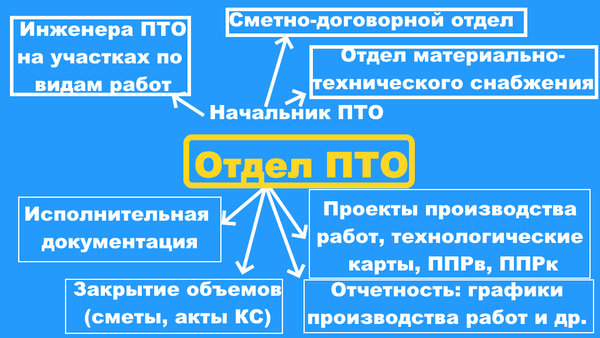 Инженера ПТО
на участках по
видам работ
Сметно-договорной отдел
Отдел материально-
технического снабжения
Начальник ПТО
Отдел ПТО
Исполнительная
документация
Проекты производства
работ, технологические
карты, ППРв, ППРк
Закрытие объемов
(сметы, акты КС)
Отчетность: графики
производства работ и др.